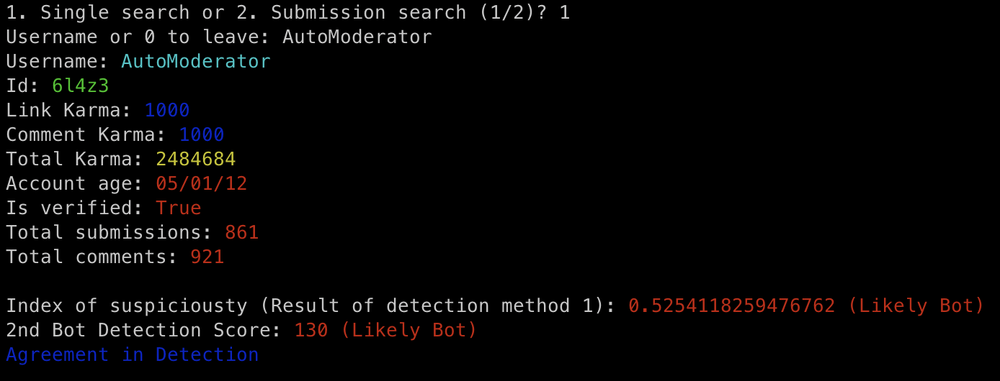 1. Single search or 2. Submission search (1/2)? 1
Username or 0 to leave: AutoModerator
Username: AutoModerator
Id: 6l4z3
Link Karma: 1000
Comment Karma: 1000
Total Karma: 2484684
Account age: 05/01/12
Is verified: True
Total submissions: 861
Total comments: 921
Index of suspiciousty (Result of detection method 1): 0.5254118259476762 (Likely Bot)
2nd Bot Detection Score: 130 (Likely Bot)
Agreement in Detection